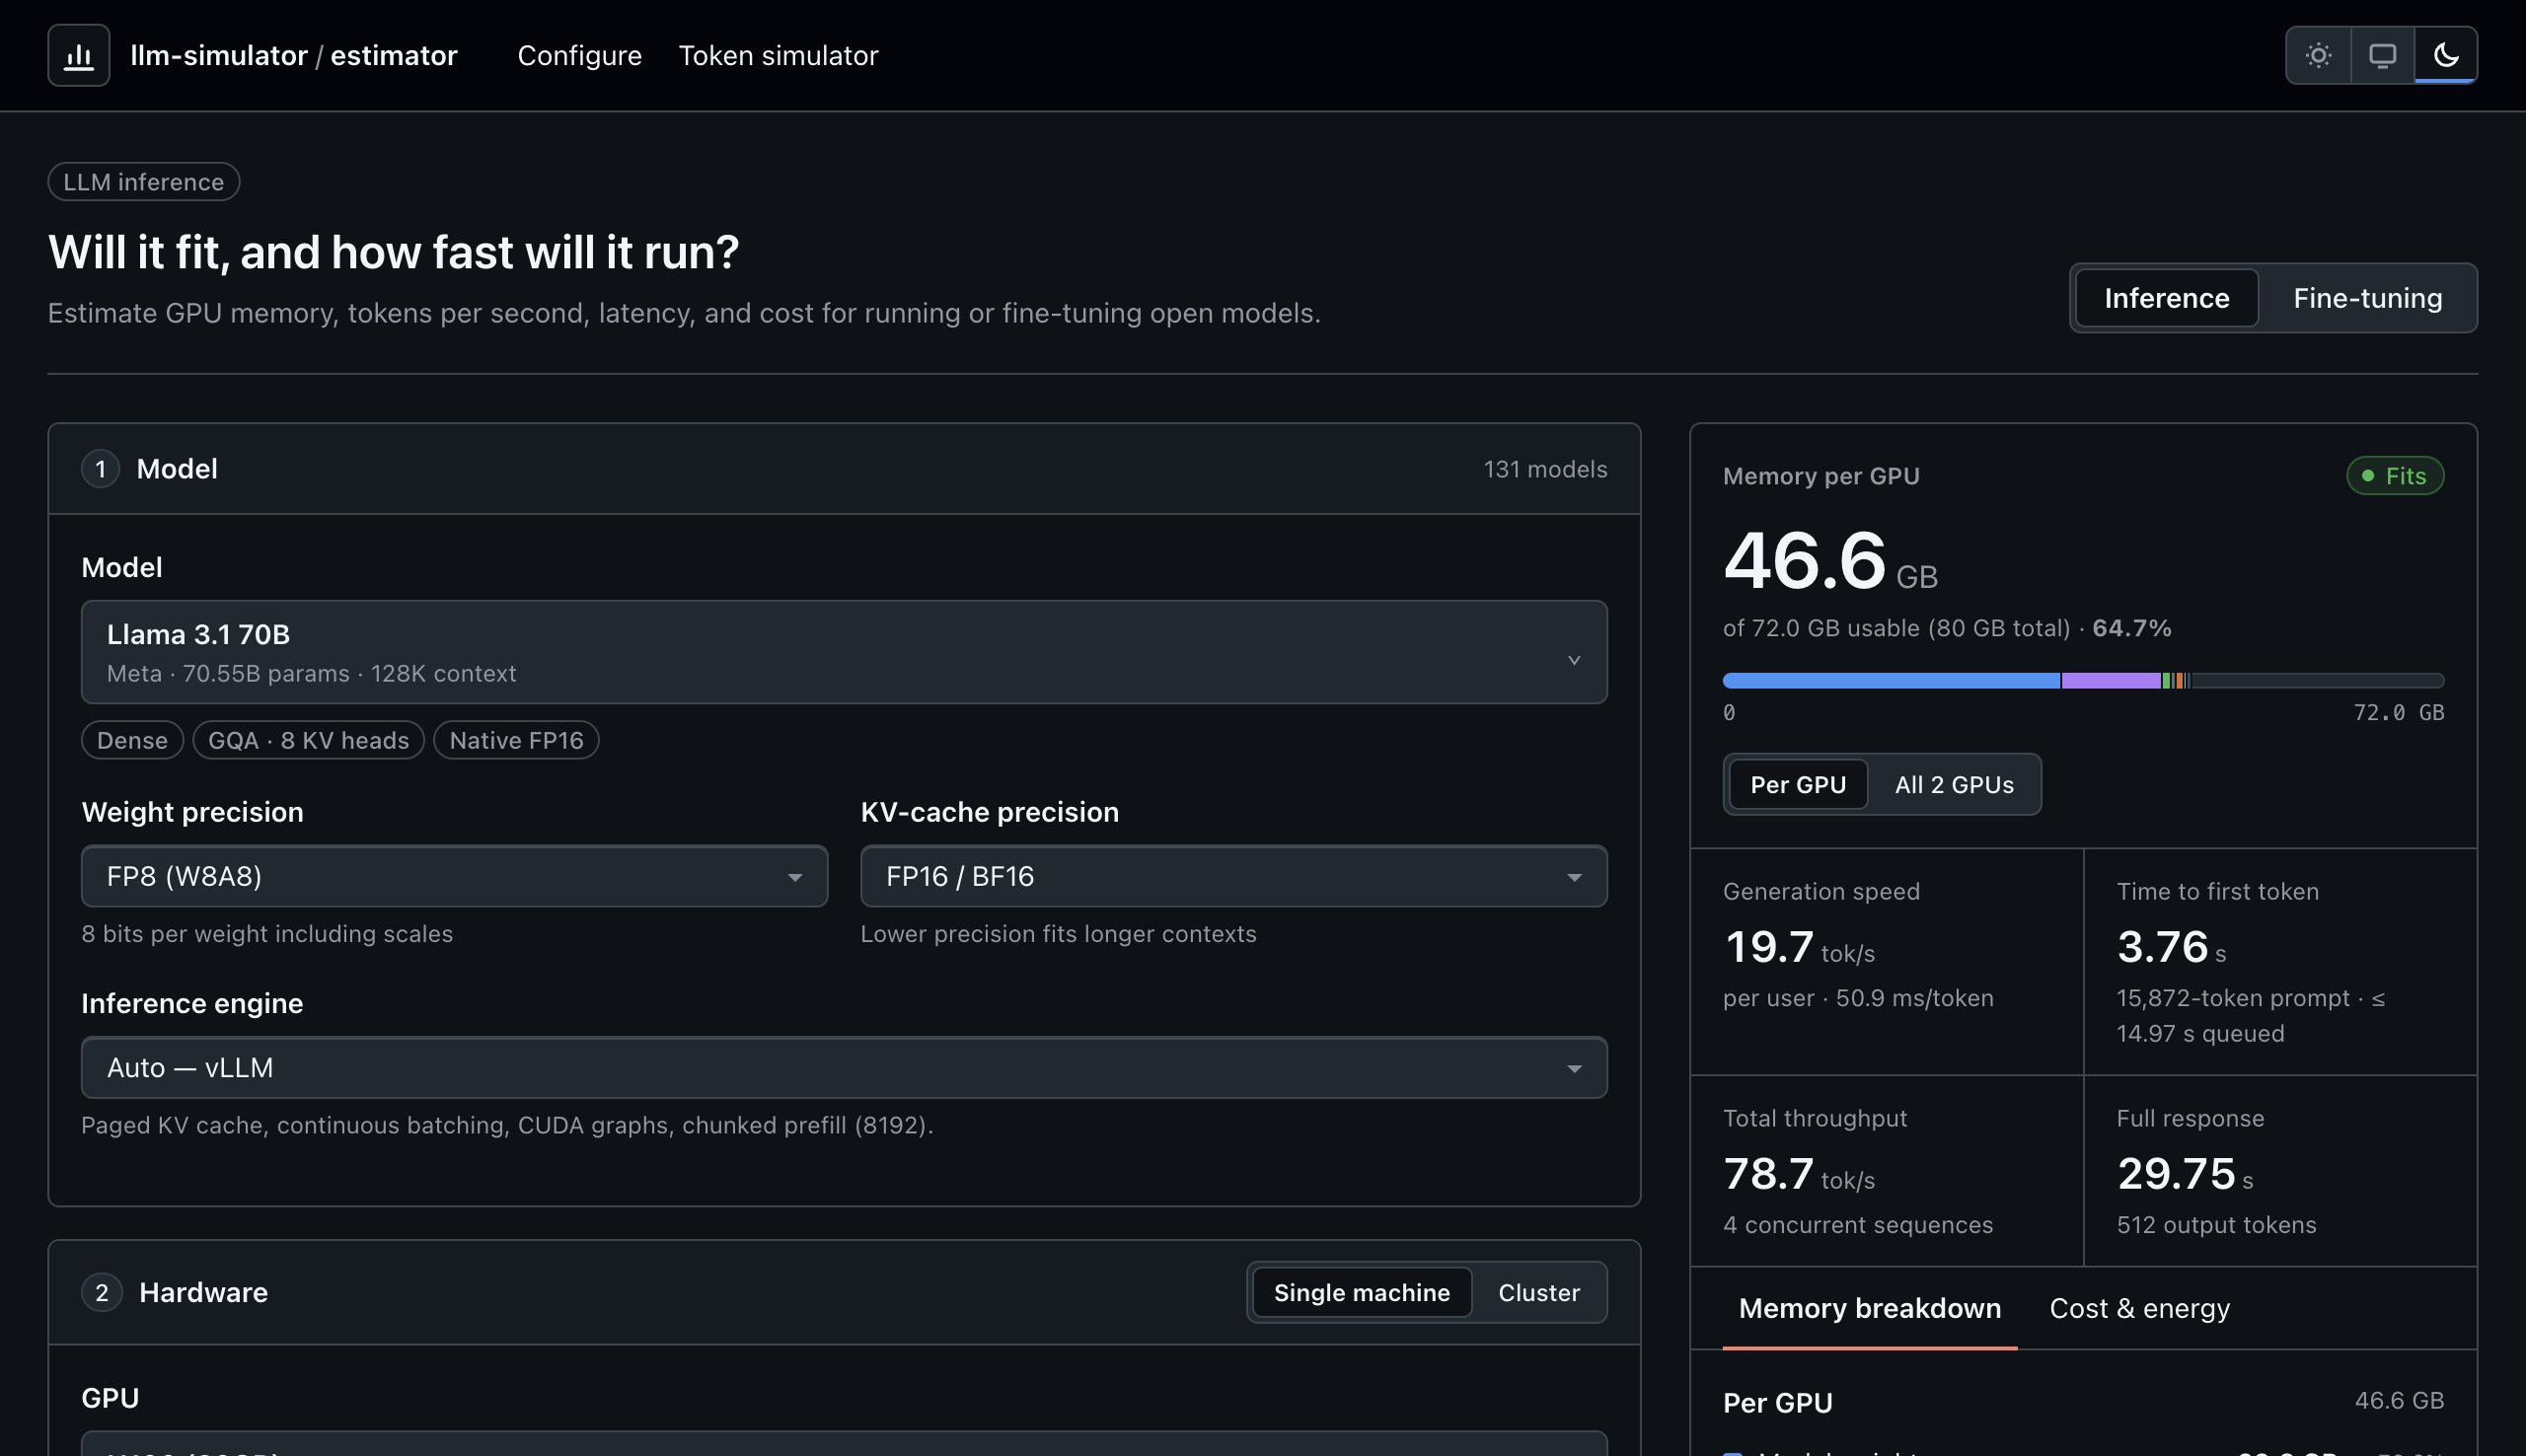 llm-simulator / estimator
Configure
Token simulator
LLM inference
Will it fit, and how fast will it run?
Estimate GPU memory, tokens per second, latency, and cost for running or fine-tuning open models.
Inference
Fine-tuning
1 Model
131 models
Model
Llama 3.1 70B
Meta · 70.55B params · 128K context
Dense
GQA · 8 KV heads
Native FP16
Weight precision
FP8 (W8A8)
8 bits per weight including scales
KV-cache precision
FP16 / BF16
Lower precision fits longer contexts
Inference engine
Auto — vLLM
Paged KV cache, continuous batching, CUDA graphs, chunked prefill (8192).
2 Hardware
Single machine
Cluster
GPU
Memory per GPU
Fits
46.6 GB
of 72.0 GB usable (80 GB total) · 64.7%
0
72.0 GB
Per GPU
All 2 GPUs
Generation speed
19.7 tok/s
per user · 50.9 ms/token
Time to first token
3.76 s
15,872-token prompt · ≤
14.97 s queued
Total throughput
78.7 tok/s
4 concurrent sequences
Full response
29.75 s
512 output tokens
Memory breakdown
Cost & energy
Per GPU
46.6 GB